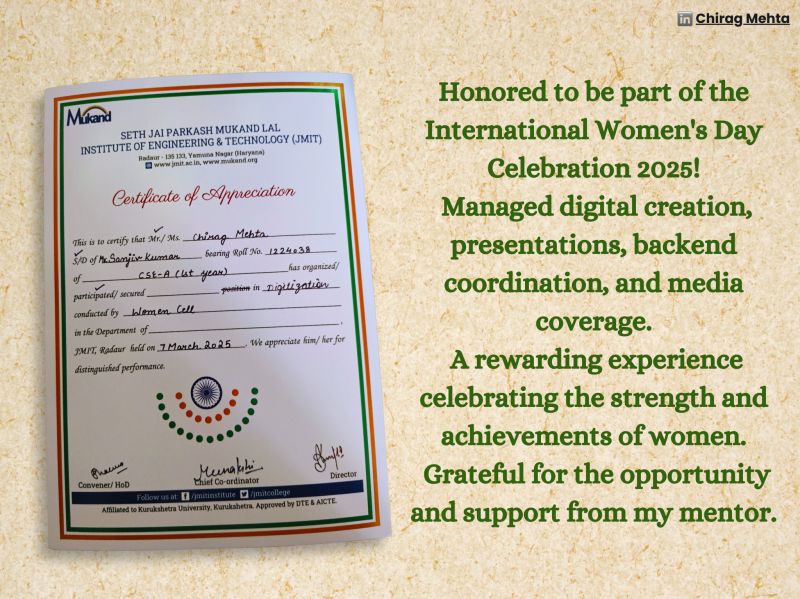 in Chirag Mehta
Mukand
SETH JAI PARKASH MUKAND LAL
INSTITUTE OF ENGINEERING & TECHNOLOGY (JMIT)
Radaur - 135 133, Yamuna Nagar (Haryana)
www.jmit.ac.in, www.mukand.org
Certificate of Appreciation
This is to certify that Mr./ Ms. Chirag Mehta
S/D of Mr. Sanjiv Kumar bearing Roll No. 1224038
of CSE-A (1st year) has organized/
participated/ secured position in Digitization
conducted by Women Cell
in the Department of
JMIT, Radaur held on 7 March 2025. We appreciate him/ her for
distinguished performance.
Meenakshi
Convener/ HoD Chief Co-ordinator Director
Follow us at: f /jmitinstitute /jmitcollege
Affiliated to Kurukshetra University, Kurukshetra. Approved by DTE & AICTE.
Honored to be part of the
International Women's Day
Celebration 2025!
Managed digital creation,
presentations, backend
coordination, and media
coverage.
A rewarding experience
celebrating the strength and
achievements of women.
Grateful for the opportunity
and support from my mentor.